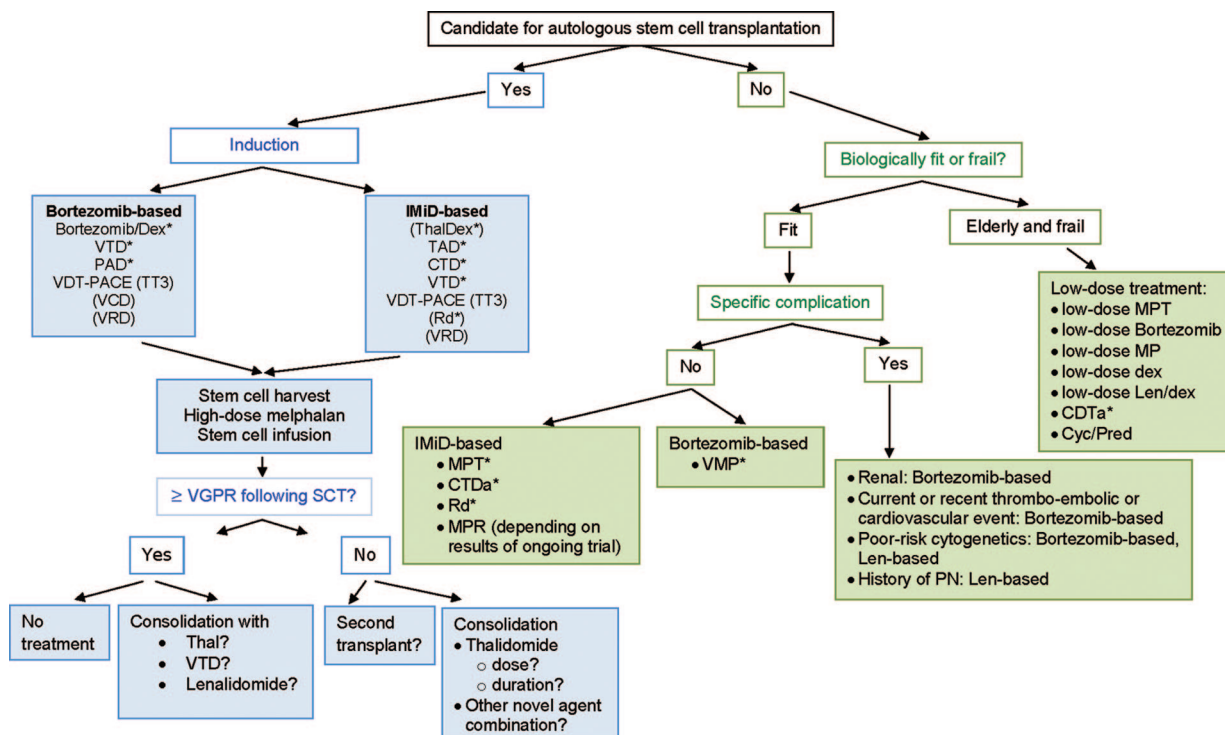 Candidate for autologous stem cell transplantation
Yes
No
Induction
Biologically fit or frail?
Bortezomib-based
Bortezomib/Dex*
VTD*
PAD*
VDT-PACE (TT3)
(VCD)
(VRD)
IMiD-based
(ThalDex*)
TAD*
CTD*
VTD*
VDT-PACE (TT3)
(Rd*)
(VRD)
Fit
Elderly and frail
Specific complication
Low-dose treatment:
• low-dose MPT
• low-dose Bortezomib
• low-dose MP
• low-dose dex
• low-dose Len/dex
• CDTa*
• Cyc/Pred
No
Yes
Stem cell harvest
High-dose melphalan
Stem cell infusion
IMiD-based
• MPT*
• CTDa*
• Rd*
• MPR (depending on
results of ongoing trial)
Bortezomib-based
• VMP*
• Renal: Bortezomib-based
• Current or recent thrombo-embolic or
cardiovascular event: Bortezomib-based
• Poor-risk cytogenetics: Bortezomib-based,
Len-based
• History of PN: Len-based
≥ VGPR following SCT?
Yes
No
No
treatment
Consolidation with
• Thal?
• VTD?
• Lenalidomide?
Second
transplant?
Consolidation
• Thalidomide
○ dose?
○ duration?
• Other novel agent
combination?